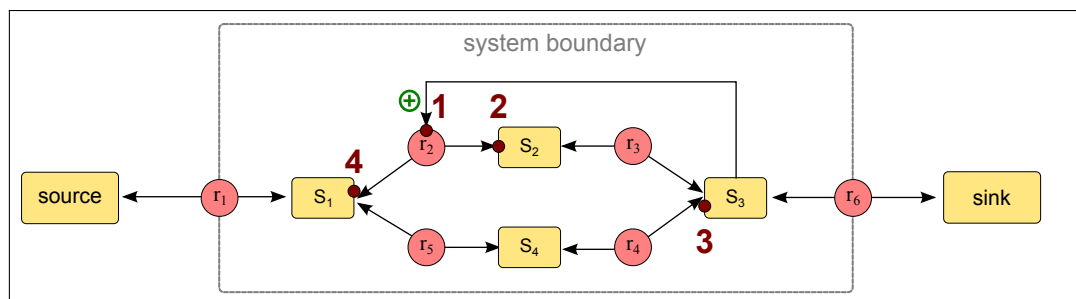 system boundary
1
2
r2
S2
r3
4
source
r1
S1
S3
r6
sink
3
r5
S4
r4